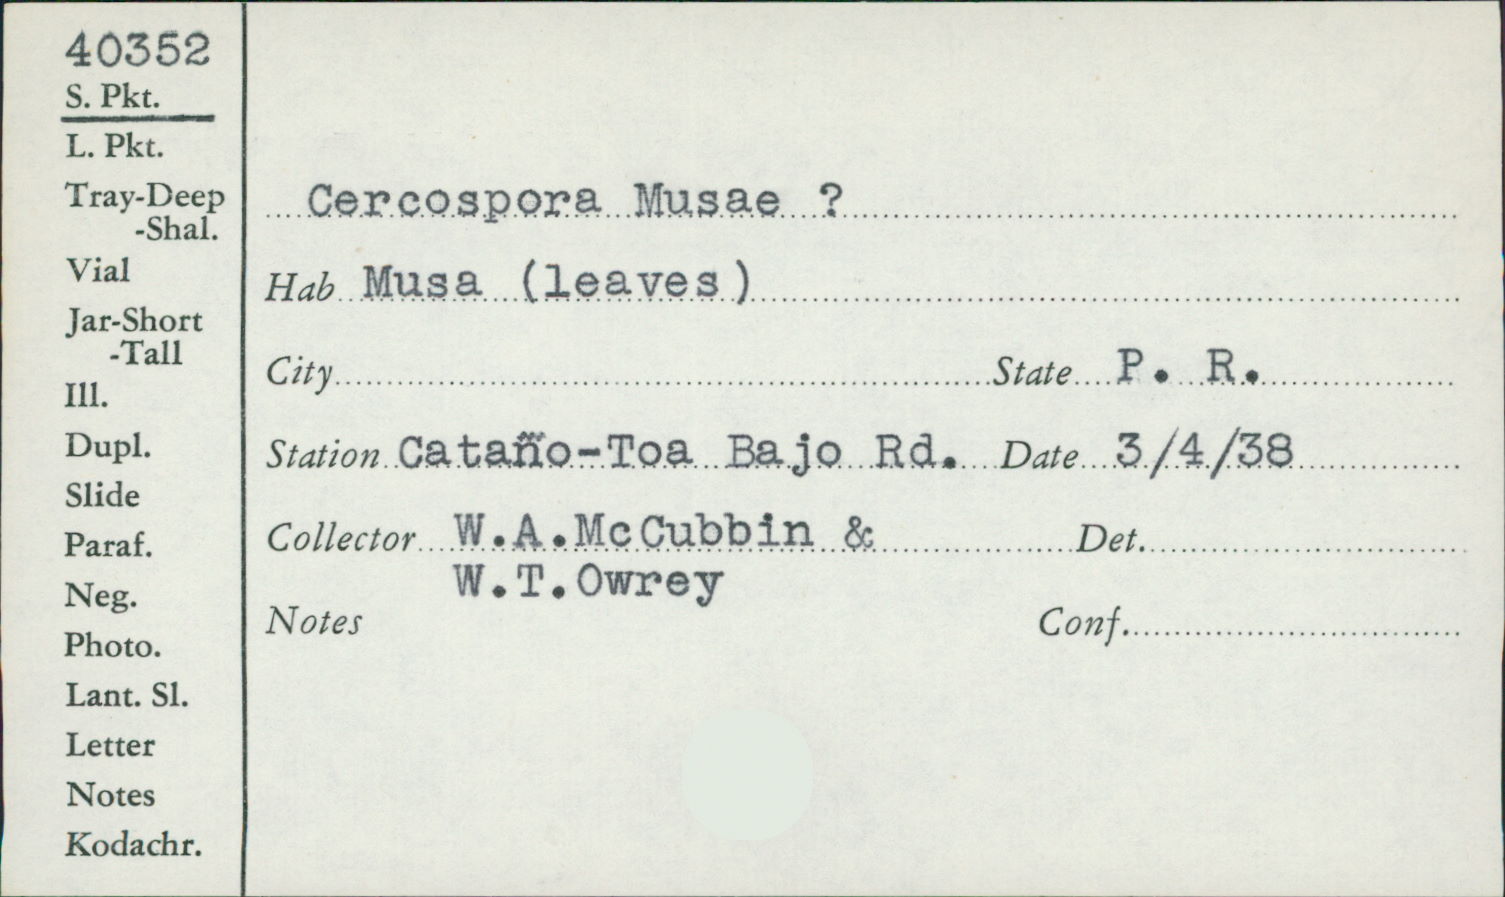 40352
S. Pkt.
L. Pkt.
Tray-Deep
-Shal.
Vial
Jar-Short
-Tall
Ill.
Dupl.
Slide
Paraf.
Neg.
Photo.
Lant. Sl.
Letter
Notes
Kodachr.
Cercospora Musae ?
Hab Musa (leaves)
City State P. R.
Station Cataño-Toa Bajo Rd. Date 3/4/38
Collector W.A.McCubbin & Det.
W.T.Owrey
Notes Conf.